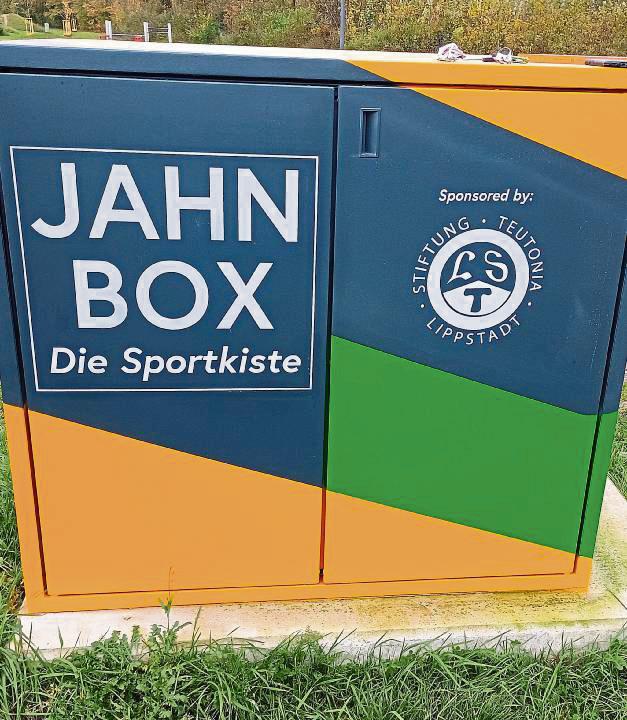 JAHN
BOX
Die Sportkiste
Sponsored by:
STIFTUNG · TEUTONIA
· LIPPSTADT ·
LST